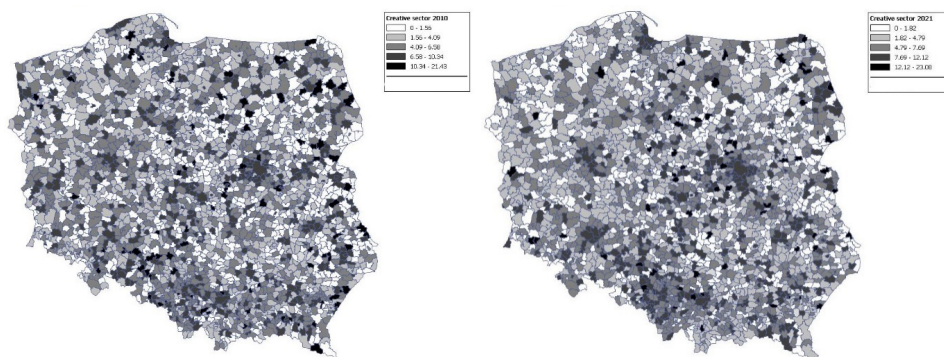 Creative sector 2010
0 - 1.56
1.56 - 4.09
4.09 - 6.58
6.58 - 10.34
10.34 - 21.43
Creative sector 2021
0 - 1.82
1.82 - 4.79
4.79 - 7.69
7.69 - 12.12
12.12 - 23.08